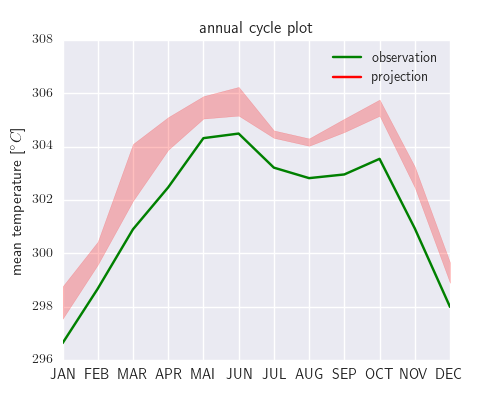 annual cycle plot
308
306
304
302
300
298
296
mean temperature [°C]
observation
projection
JAN FEB MAR APR MAI JUN JUL AUG SEP OCT NOV DEC